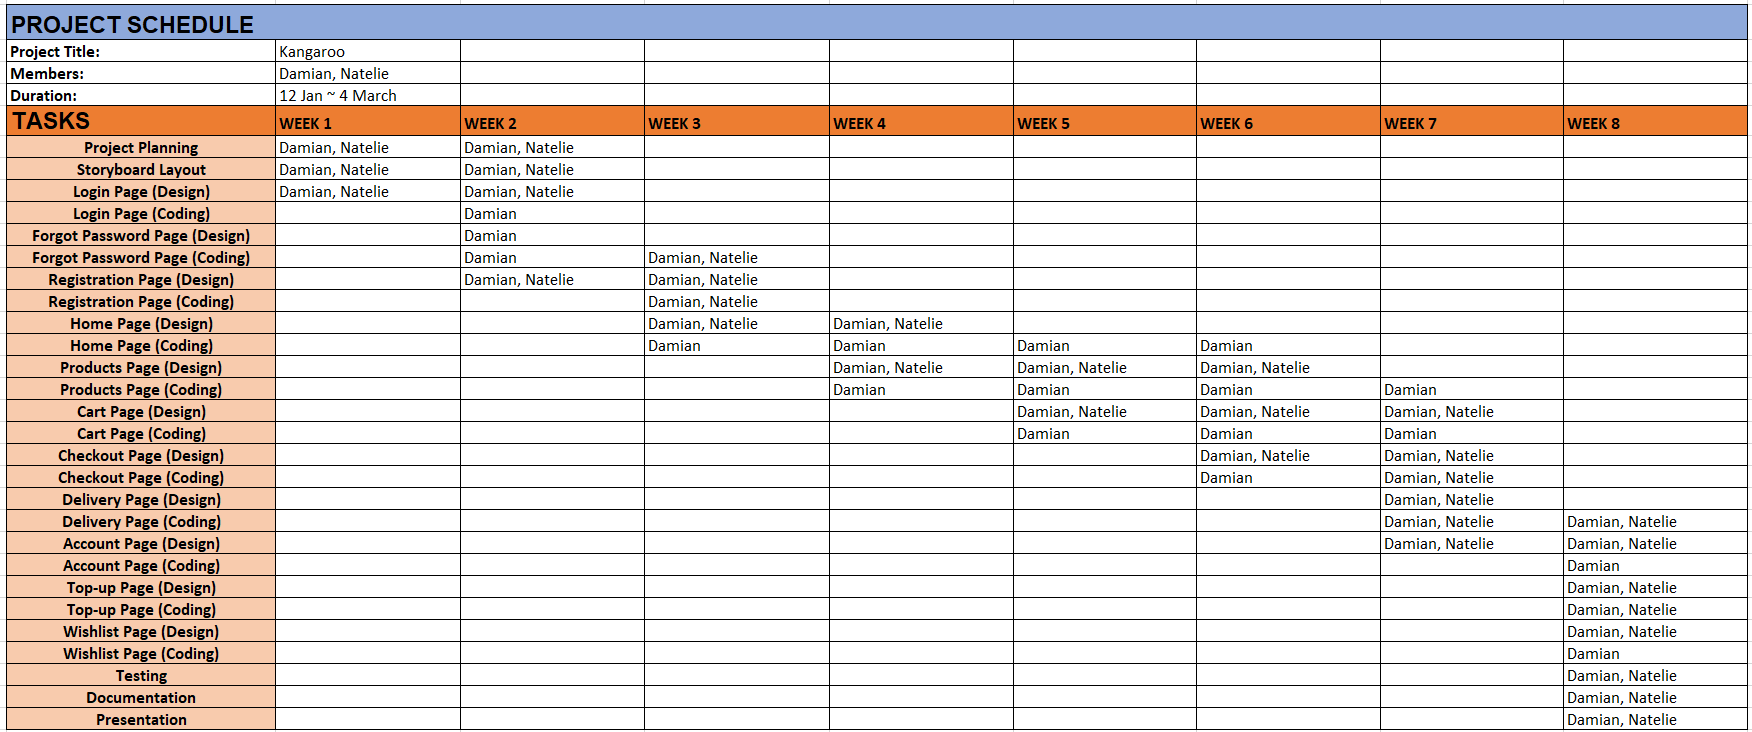 PROJECT SCHEDULE
Project Title: Kangaroo
Members: Damian, Natelie
Duration: 12 Jan ~ 4 March
TASKS WEEK 1 WEEK 2 WEEK 3 WEEK 4 WEEK 5 WEEK 6 WEEK 7 WEEK 8
Project Planning Damian, Natelie Damian, Natelie
Storyboard Layout Damian, Natelie Damian, Natelie
Login Page (Design) Damian, Natelie Damian, Natelie
Login Page (Coding) Damian
Forgot Password Page (Design) Damian
Forgot Password Page (Coding) Damian Damian, Natelie
Registration Page (Design) Damian, Natelie Damian, Natelie
Registration Page (Coding) Damian, Natelie
Home Page (Design) Damian, Natelie Damian, Natelie
Home Page (Coding) Damian Damian Damian Damian
Products Page (Design) Damian, Natelie Damian, Natelie Damian, Natelie
Products Page (Coding) Damian Damian Damian Damian
Cart Page (Design) Damian, Natelie Damian, Natelie Damian, Natelie
Cart Page (Coding) Damian Damian Damian
Checkout Page (Design) Damian, Natelie Damian, Natelie
Checkout Page (Coding) Damian Damian, Natelie
Delivery Page (Design) Damian, Natelie
Delivery Page (Coding) Damian, Natelie Damian, Natelie
Account Page (Design) Damian, Natelie Damian, Natelie
Account Page (Coding) Damian
Top-up Page (Design) Damian, Natelie
Top-up Page (Coding) Damian, Natelie
Wishlist Page (Design) Damian, Natelie
Wishlist Page (Coding) Damian
Testing Damian, Natelie
Documentation Damian, Natelie
Presentation Damian, Natelie